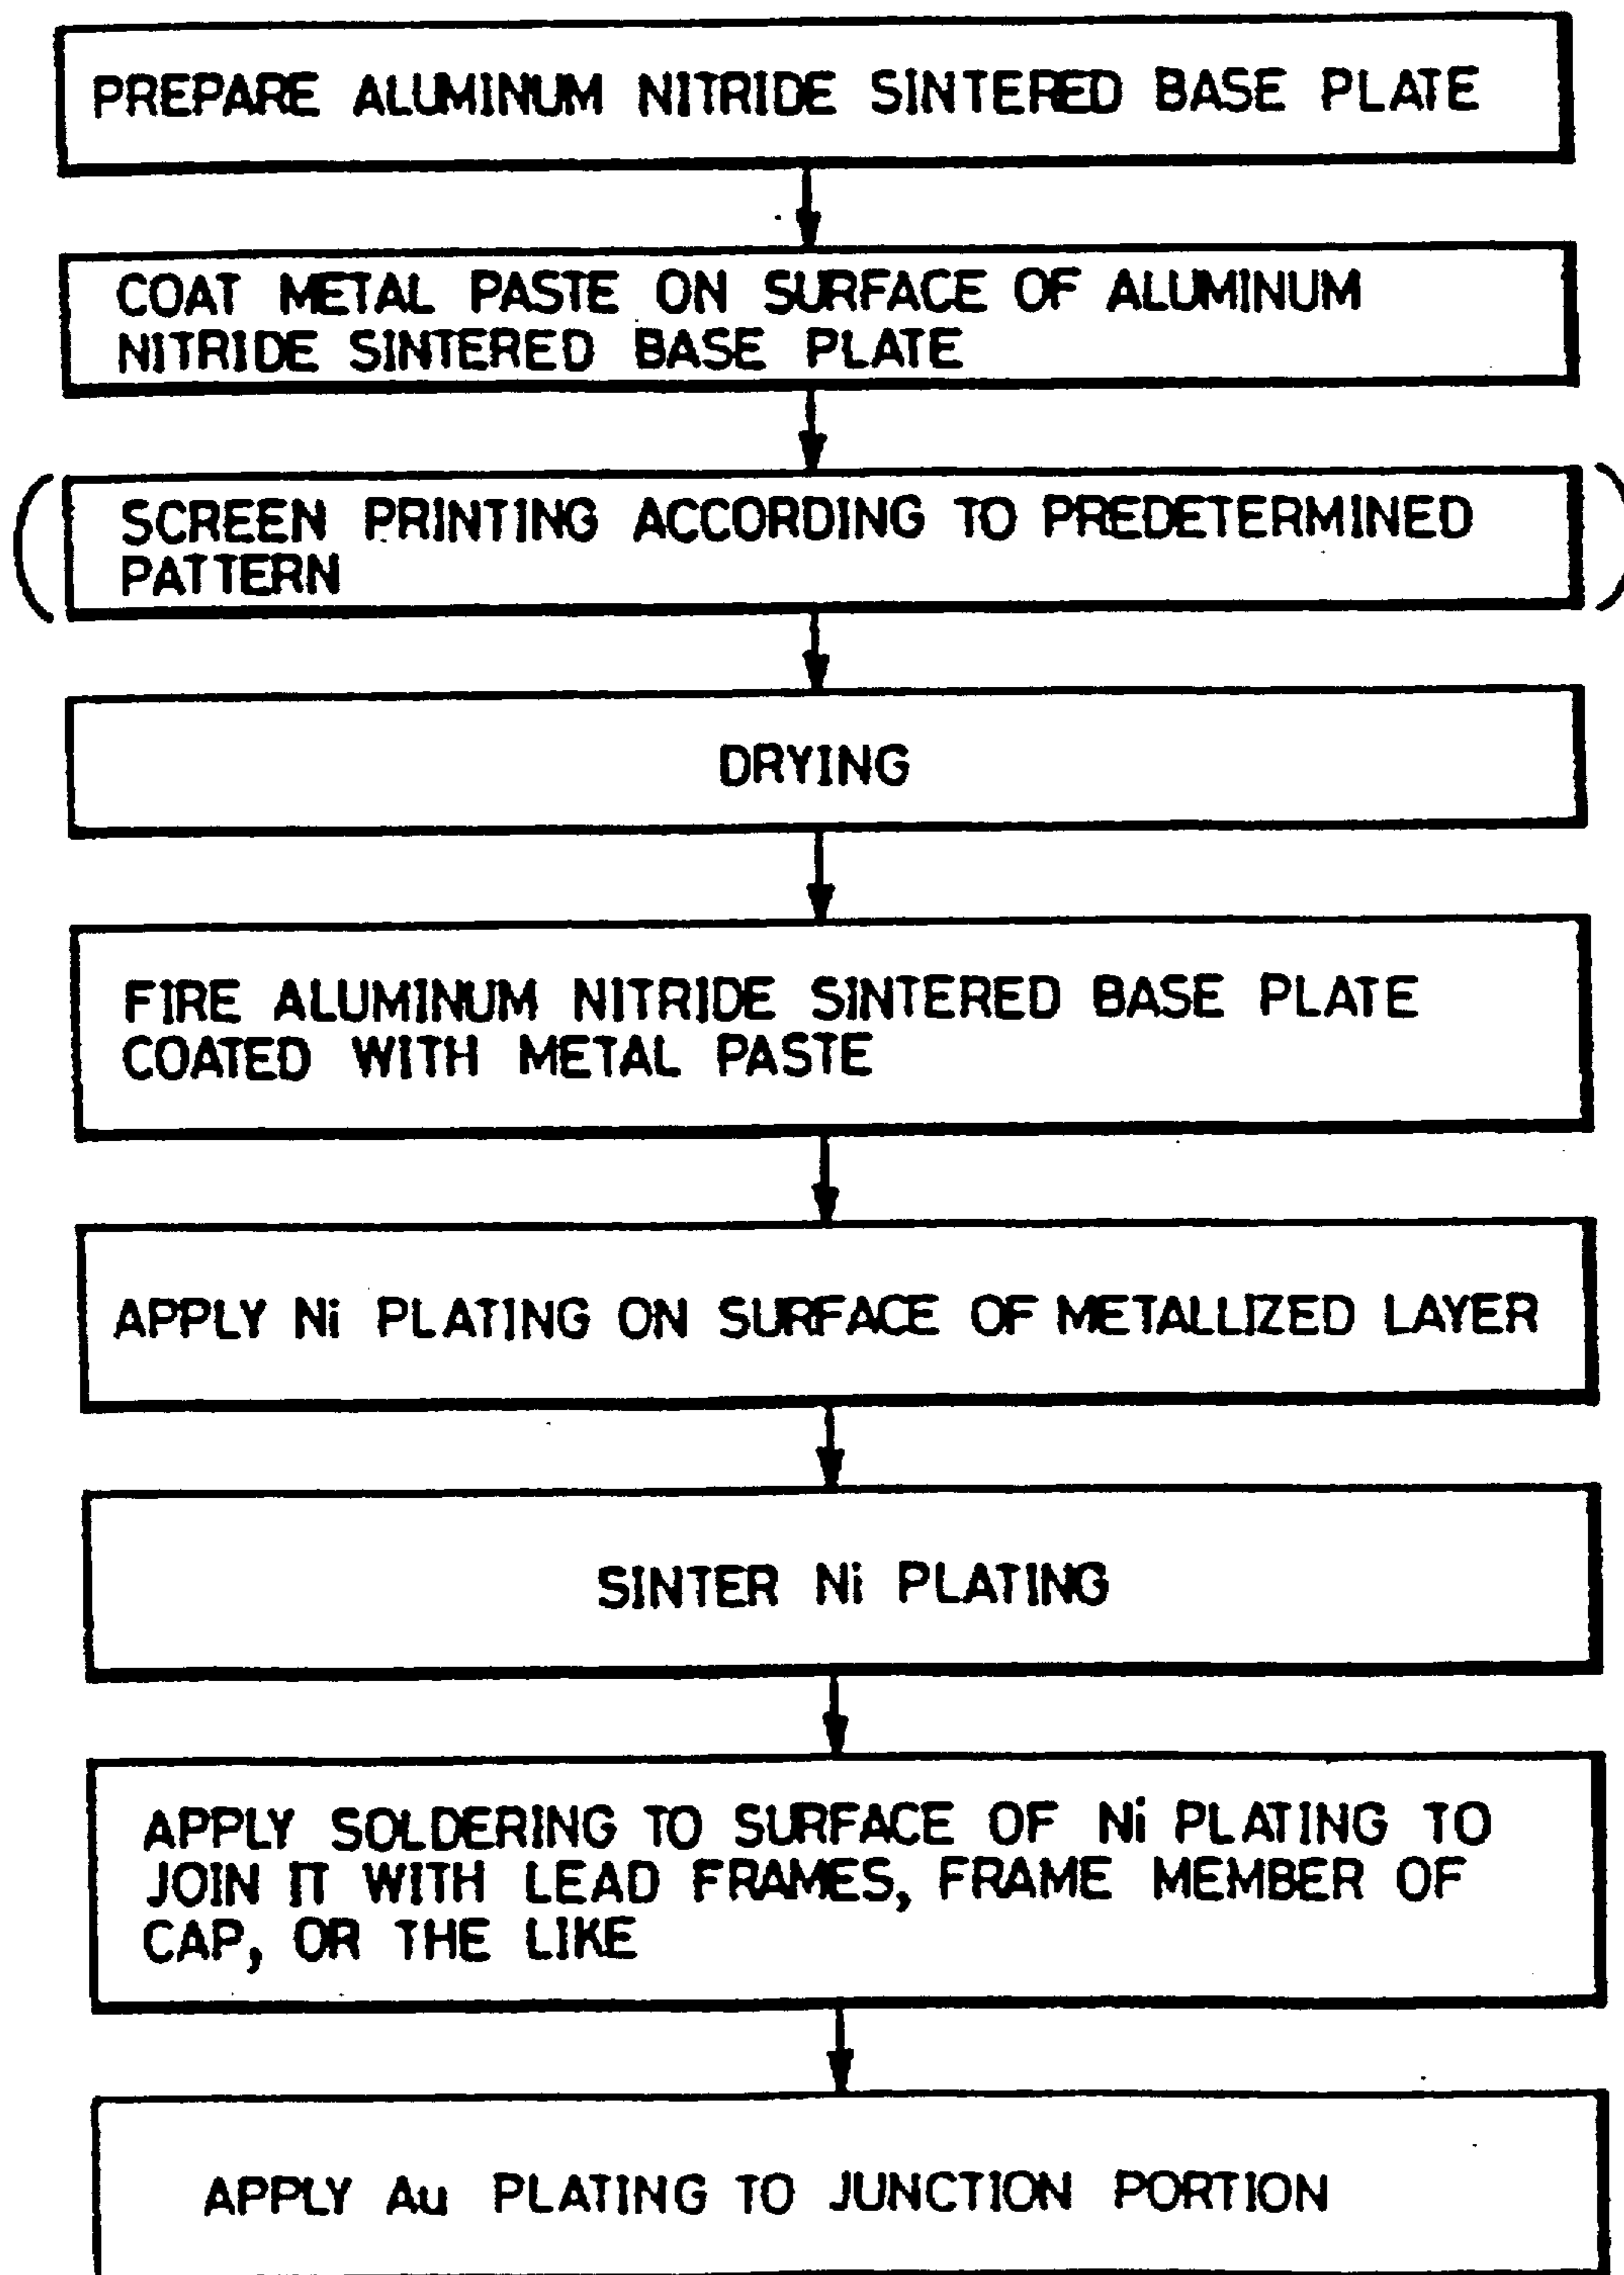 PREPARE ALUMINUM NITRIDE SINTERED BASE PLATE
COAT METAL PASTE ON SURFACE OF ALUMINUM
NITRIDE SINTERED BASE PLATE
SCREEN PRINTING ACCORDING TO PREDETERMINED
PATTERN
DRYING
FIRE ALUMINUM NITRIDE SINTERED BASE PLATE
COATED WITH METAL PASTE
APPLY Ni PLATING ON SURFACE OF METALLIZED LAYER
SINTER Ni PLATING
APPLY SOLDERING TO SURFACE OF Ni PLATING TO
JOIN IT WITH LEAD FRAMES, FRAME MEMBER OF
CAP, OR THE LIKE
APPLY Au PLATING TO JUNCTION PORTION